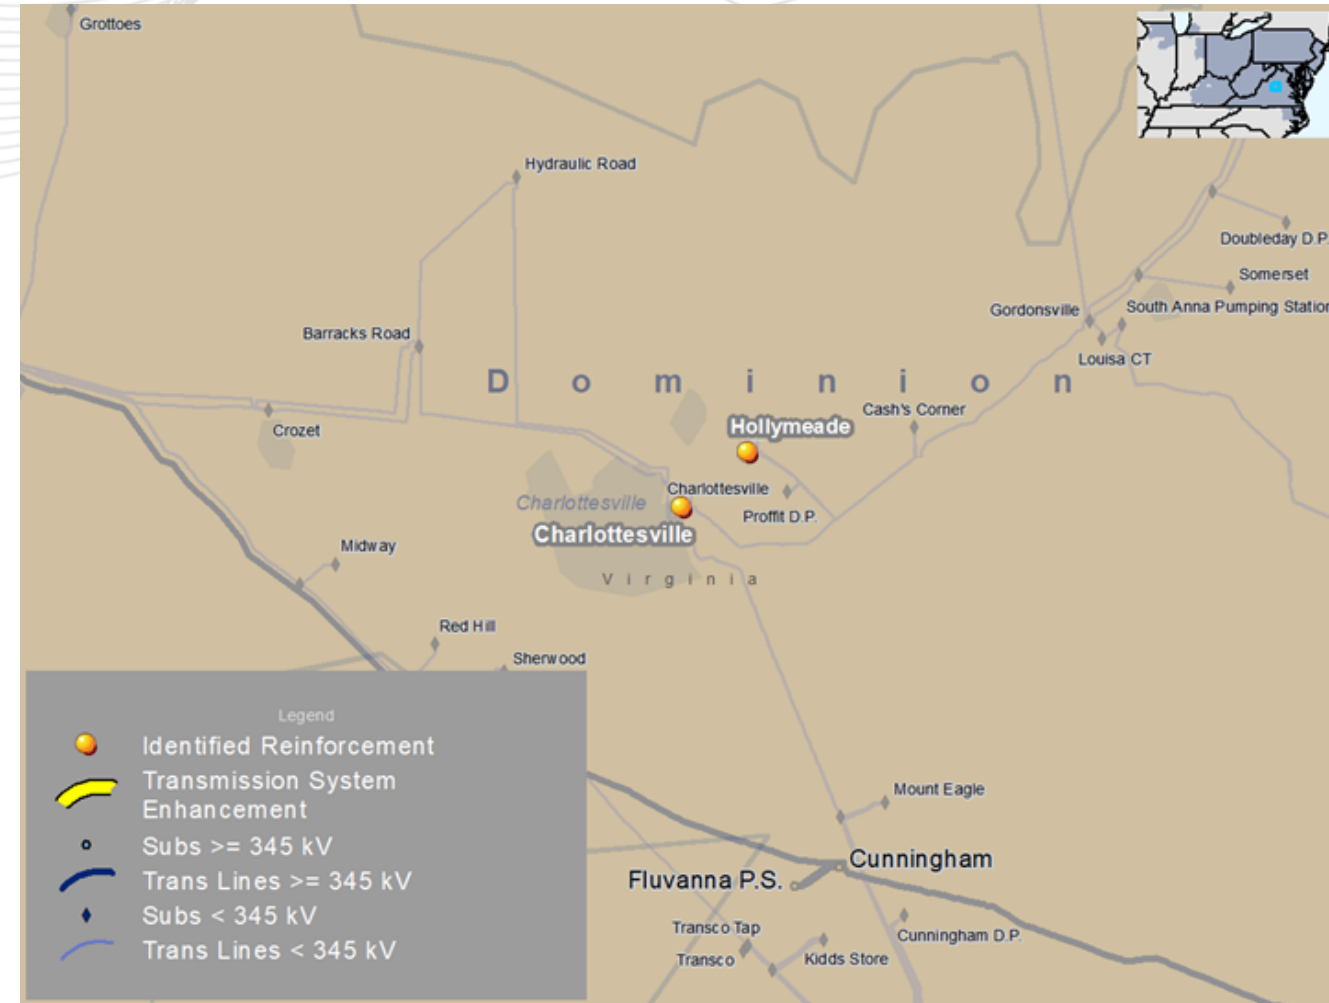 Grottoes
Hydraulic Road
Doubleday D.P.
Somerset
Gordonsville
South Anna Pumping Station
Barracks Road
Louisa CT
Dominion
Cash's Corner
Hollymeade
Crozet
Charlottesville
Charlottesville
Proffit D.P.
Charlottesville
Midway
Virginia
Red Hill
Sherwood
Legend
Identified Reinforcement
Transmission System
Enhancement
Subs >= 345 kV
Trans Lines >= 345 kV
Subs < 345 kV
Trans Lines < 345 kV
Mount Eagle
Cunningham
Fluvanna P.S.
Transco Tap
Cunningham D.P.
Transco
Kidds Store